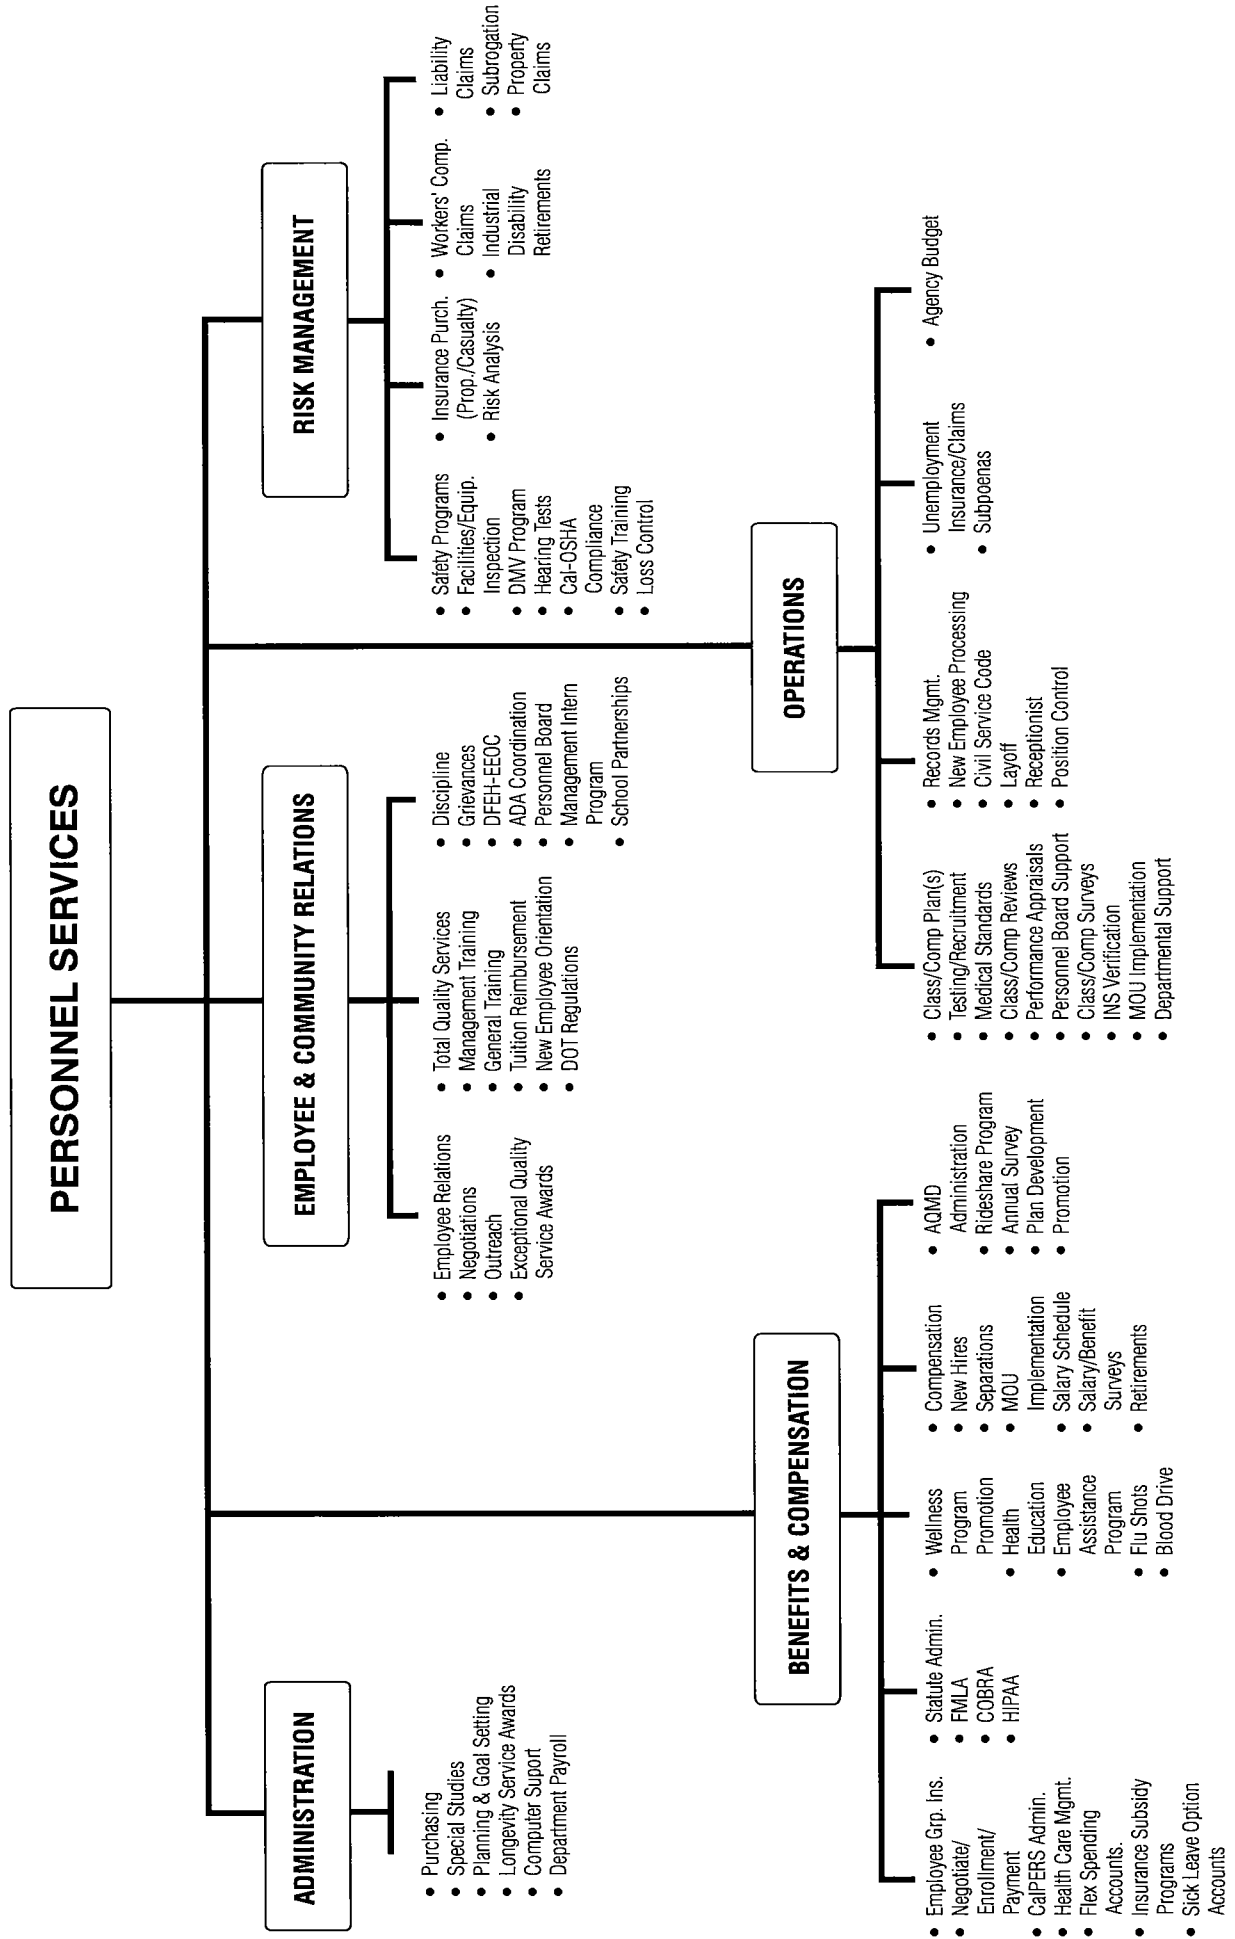 PERSONNEL SERVICES
ADMINISTRATION
• Purchasing
• Special Studies
• Planning & Goal Setting
• Longevity Service Awards
• Computer Suport
• Department Payroll
EMPLOYEE & COMMUNITY RELATIONS
• Employee Relations
• Negotiations
• Outreach
• Exceptional Quality
Service Awards
• Total Quality Services
• Management Training
• General Training
• Tuition Reimbursement
• New Employee Orientation
• DOT Regulations
• Discipline
• Grievances
• DFEH-EEOC
• ADA Coordination
• Personnel Board
• Management Intern
Program
• School Partnerships
RISK MANAGEMENT
• Safety Programs
• Facilities/Equip.
Inspection
• DMV Program
• Hearing Tests
• Cal-OSHA
Compliance
• Safety Training
• Loss Control
• Insurance Purch.
(Prop./Casualty)
• Risk Analysis
• Workers' Comp.
Claims
• Industrial
Disability
Retirements
• Liability
Claims
• Subrogation
• Property
Claims
BENEFITS & COMPENSATION
• Employee Grp. Ins.
• Negotiate/
Enrollment/
Payment
• CalPERS Admin.
• Health Care Mgmt.
• Flex Spending
Accounts.
• Insurance Subsidy
Programs
• Sick Leave Option
Accounts
• Statute Admin.
• FMLA
• COBRA
• HIPAA
• Wellness
Program
Promotion
• Health
Education
• Employee
Assistance
Program
• Flu Shots
• Blood Drive
• Compensation
• New Hires
• Separations
• MOU
Implementation
• Salary Schedule
• Salary/Benefit
Surveys
• Retirements
• AQMD
Administration
• Rideshare Program
• Annual Survey
• Plan Development
• Promotion
OPERATIONS
• Class/Comp Plan(s)
• Testing/Recruitment
• Medical Standards
• Class/Comp Reviews
• Performance Appraisals
• Personnel Board Support
• Class/Comp Surveys
• INS Verification
• MOU Implementation
• Departmental Support
• Records Mgmt.
• New Employee Processing
• Civil Service Code
• Layoff
• Receptionist
• Position Control
• Unemployment
Insurance/Claims
• Subpoenas
• Agency Budget